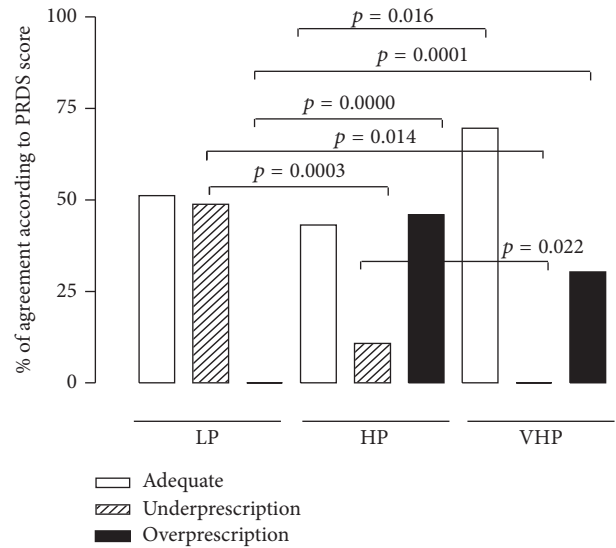 % of agreement according to PRDS score
100
75
50
25
0
p = 0.016
p = 0.0001
p = 0.0000
p = 0.014
p = 0.0003
p = 0.022
LP
HP
VHP
Adequate
Underprescription
Overprescription